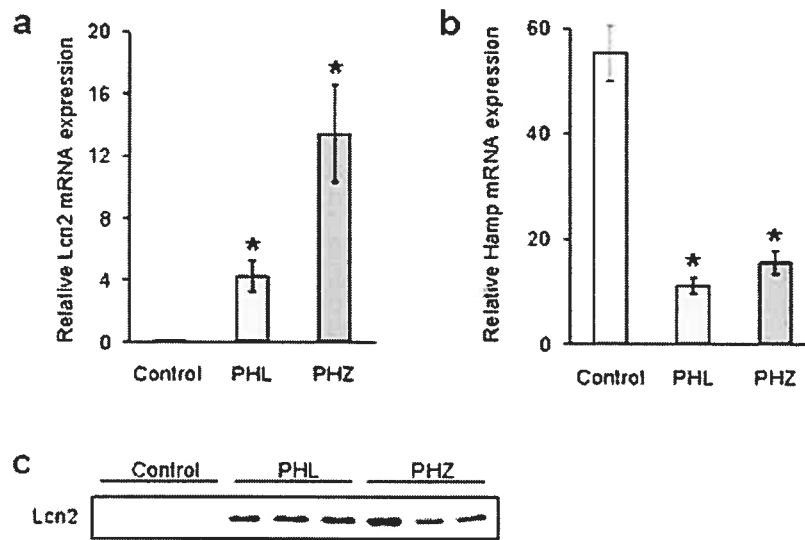 a
Relative Lcn2 mRNA expression
20
16
12
8
4
0
*
*
Control PHL PHZ
b
Relative Hamp mRNA expression
60
40
20
0
*
*
Control PHL PHZ
c
Control PHL PHZ
Lcn2